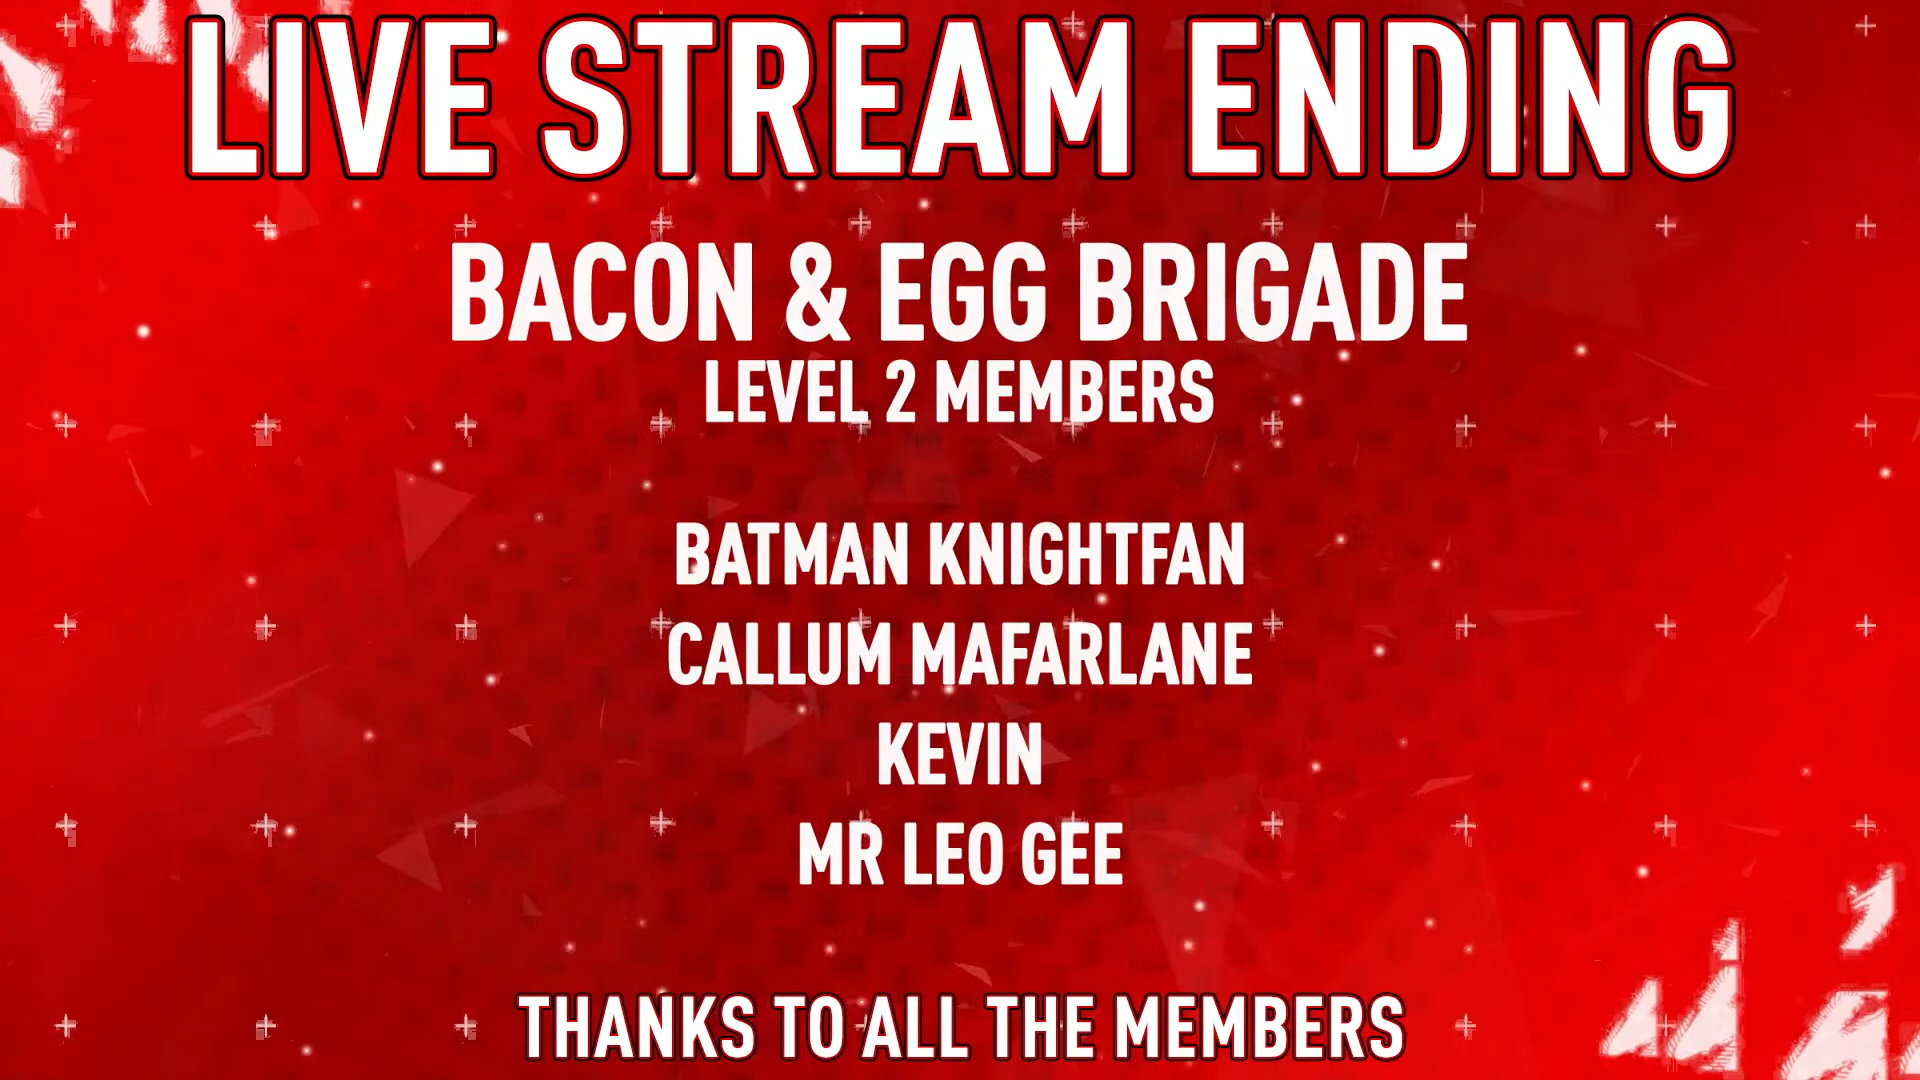 LIVE STREAM ENDING
BACON & EGG BRIGADE
LEVEL 2 MEMBERS
BATMAN KNIGHTFAN
CALLUM MAFARLANE
KEVIN
MR LEO GEE
THANKS TO ALL THE MEMBERS